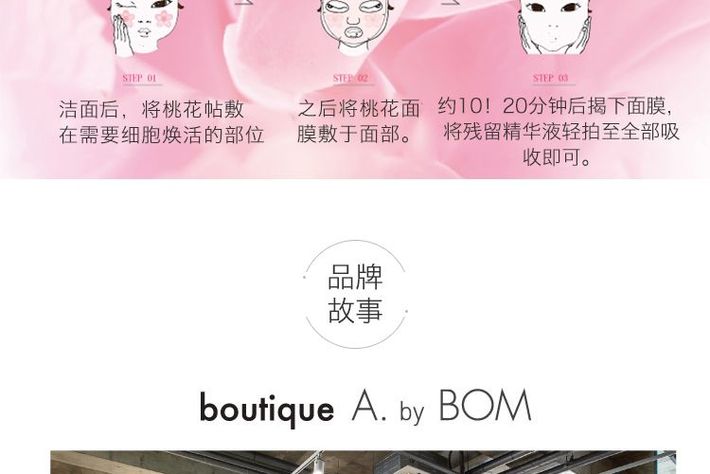 STEP 01
洁面后，将桃花帖敷
在需要细胞焕活的部位
STEP 02
之后将桃花面
膜敷于面部。
STEP 03
约10！20分钟后揭下面膜,
将残留精华液轻拍至全部吸
收即可。
品牌
故事
boutique A. by BOM